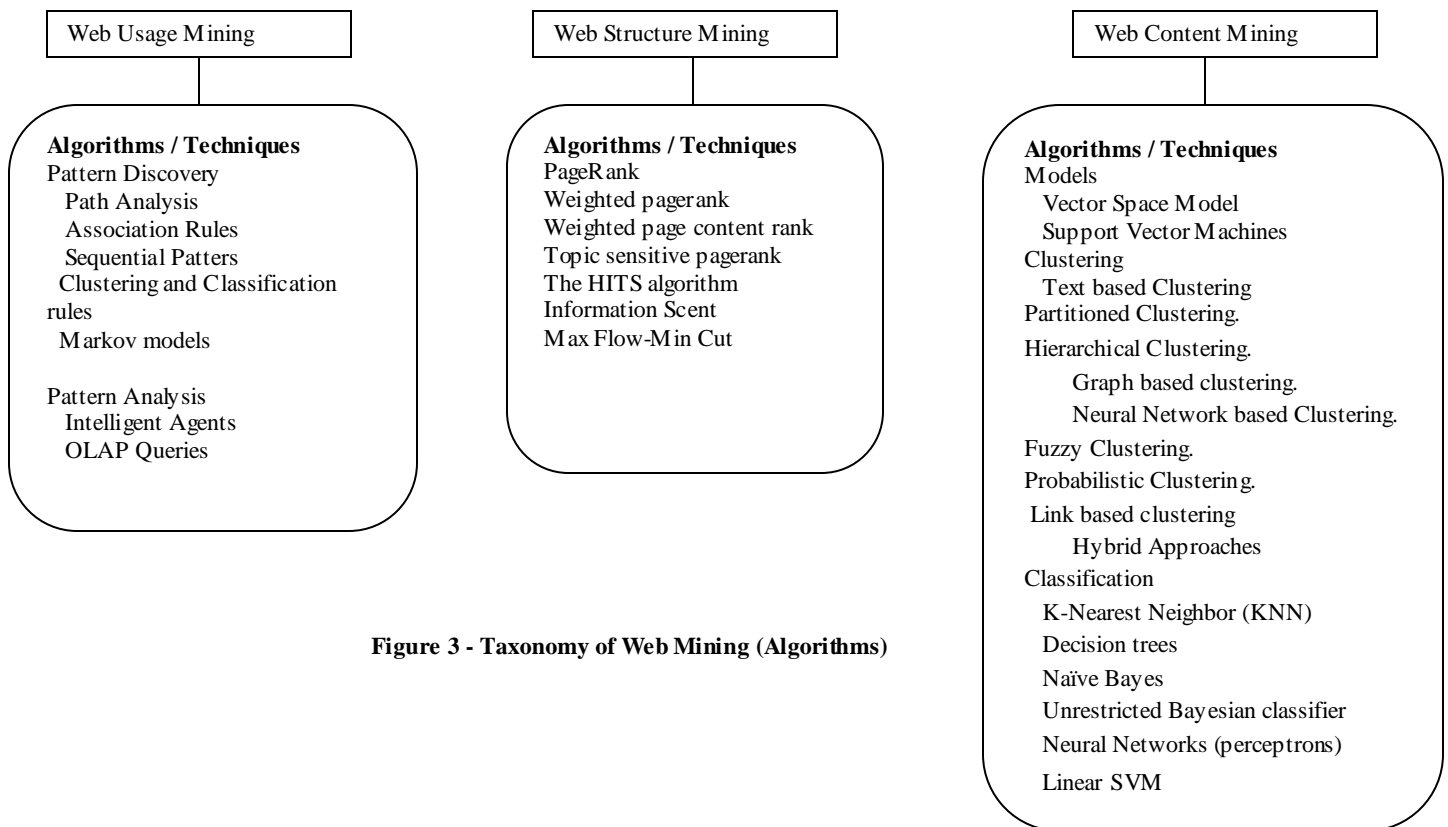 Web Usage Mining
Web Structure Mining
Web Content Mining
Algorithms / Techniques
Pattern Discovery
Path Analysis
Association Rules
Sequential Patters
Clustering and Classification
rules
Markov models
Pattern Analysis
Intelligent Agents
OLAP Queries
Algorithms / Techniques
PageRank
Weighted pagerank
Weighted page content rank
Topic sensitive pagerank
The HITS algorithm
Information Scent
Max Flow-Min Cut
Algorithms / Techniques
Models
Vector Space Model
Support Vector Machines
Clustering
Text based Clustering
Partitioned Clustering.
Hierarchical Clustering.
Graph based clustering.
Neural Network based Clustering.
Fuzzy Clustering.
Probabilistic Clustering.
Link based clustering
Hybrid Approaches
Classification
K-Nearest Neighbor (KNN)
Decision trees
Naïve Bayes
Unrestricted Bayesian classifier
Neural Networks (perceptrons)
Linear SVM
Figure 3 - Taxonomy of Web Mining (Algorithms)